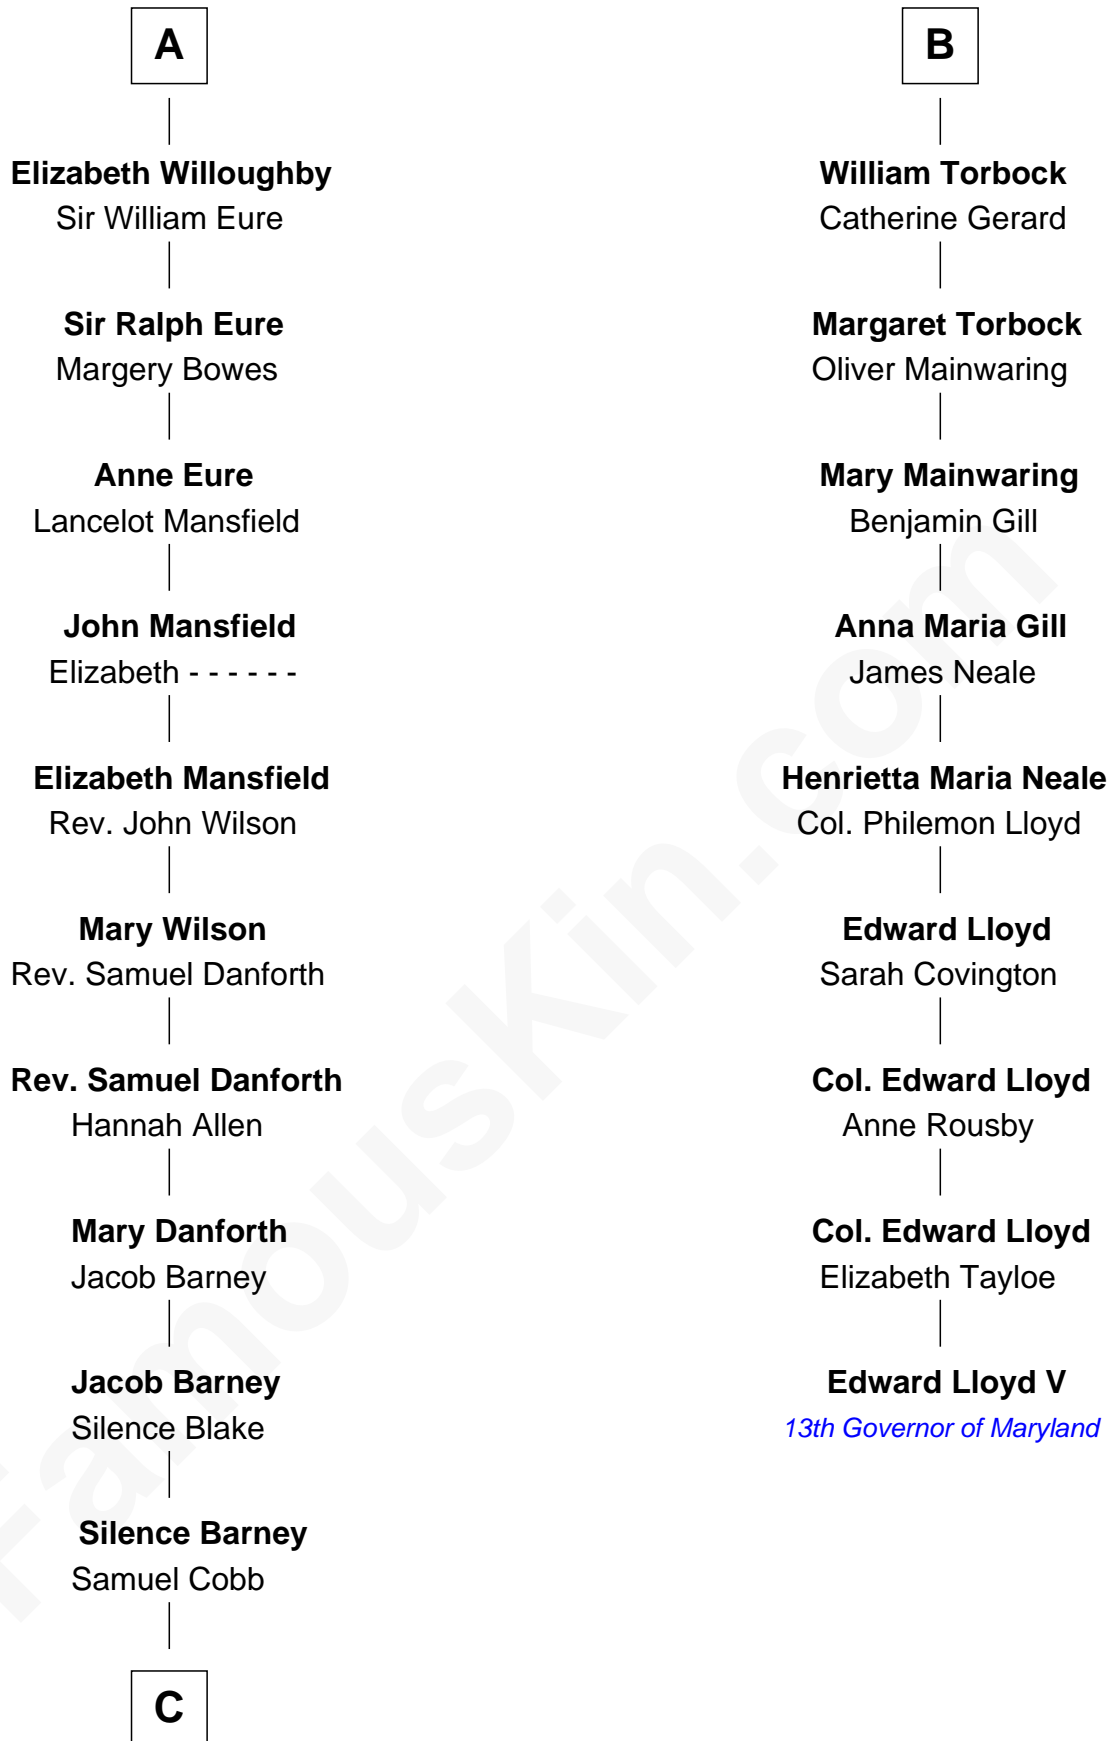 A
Elizabeth Willoughby
Sir William Eure
Sir Ralph Eure
Margery Bowes
Anne Eure
Lancelot Mansfield
John Mansfield
Elizabeth - - - - - -
Elizabeth Mansfield
Rev. John Wilson
Mary Wilson
Rev. Samuel Danforth
Rev. Samuel Danforth
Hannah Allen
Mary Danforth
Jacob Barney
Jacob Barney
Silence Blake
Silence Barney
Samuel Cobb
C
B
William Torbock
Catherine Gerard
Margaret Torbock
Oliver Mainwaring
Mary Mainwaring
Benjamin Gill
Anna Maria Gill
James Neale
Henrietta Maria Neale
Col. Philemon Lloyd
Edward Lloyd
Sarah Covington
Col. Edward Lloyd
Anne Rousby
Col. Edward Lloyd
Elizabeth Tayloe
Edward Lloyd V
13th Governor of Maryland
FamousKin.com